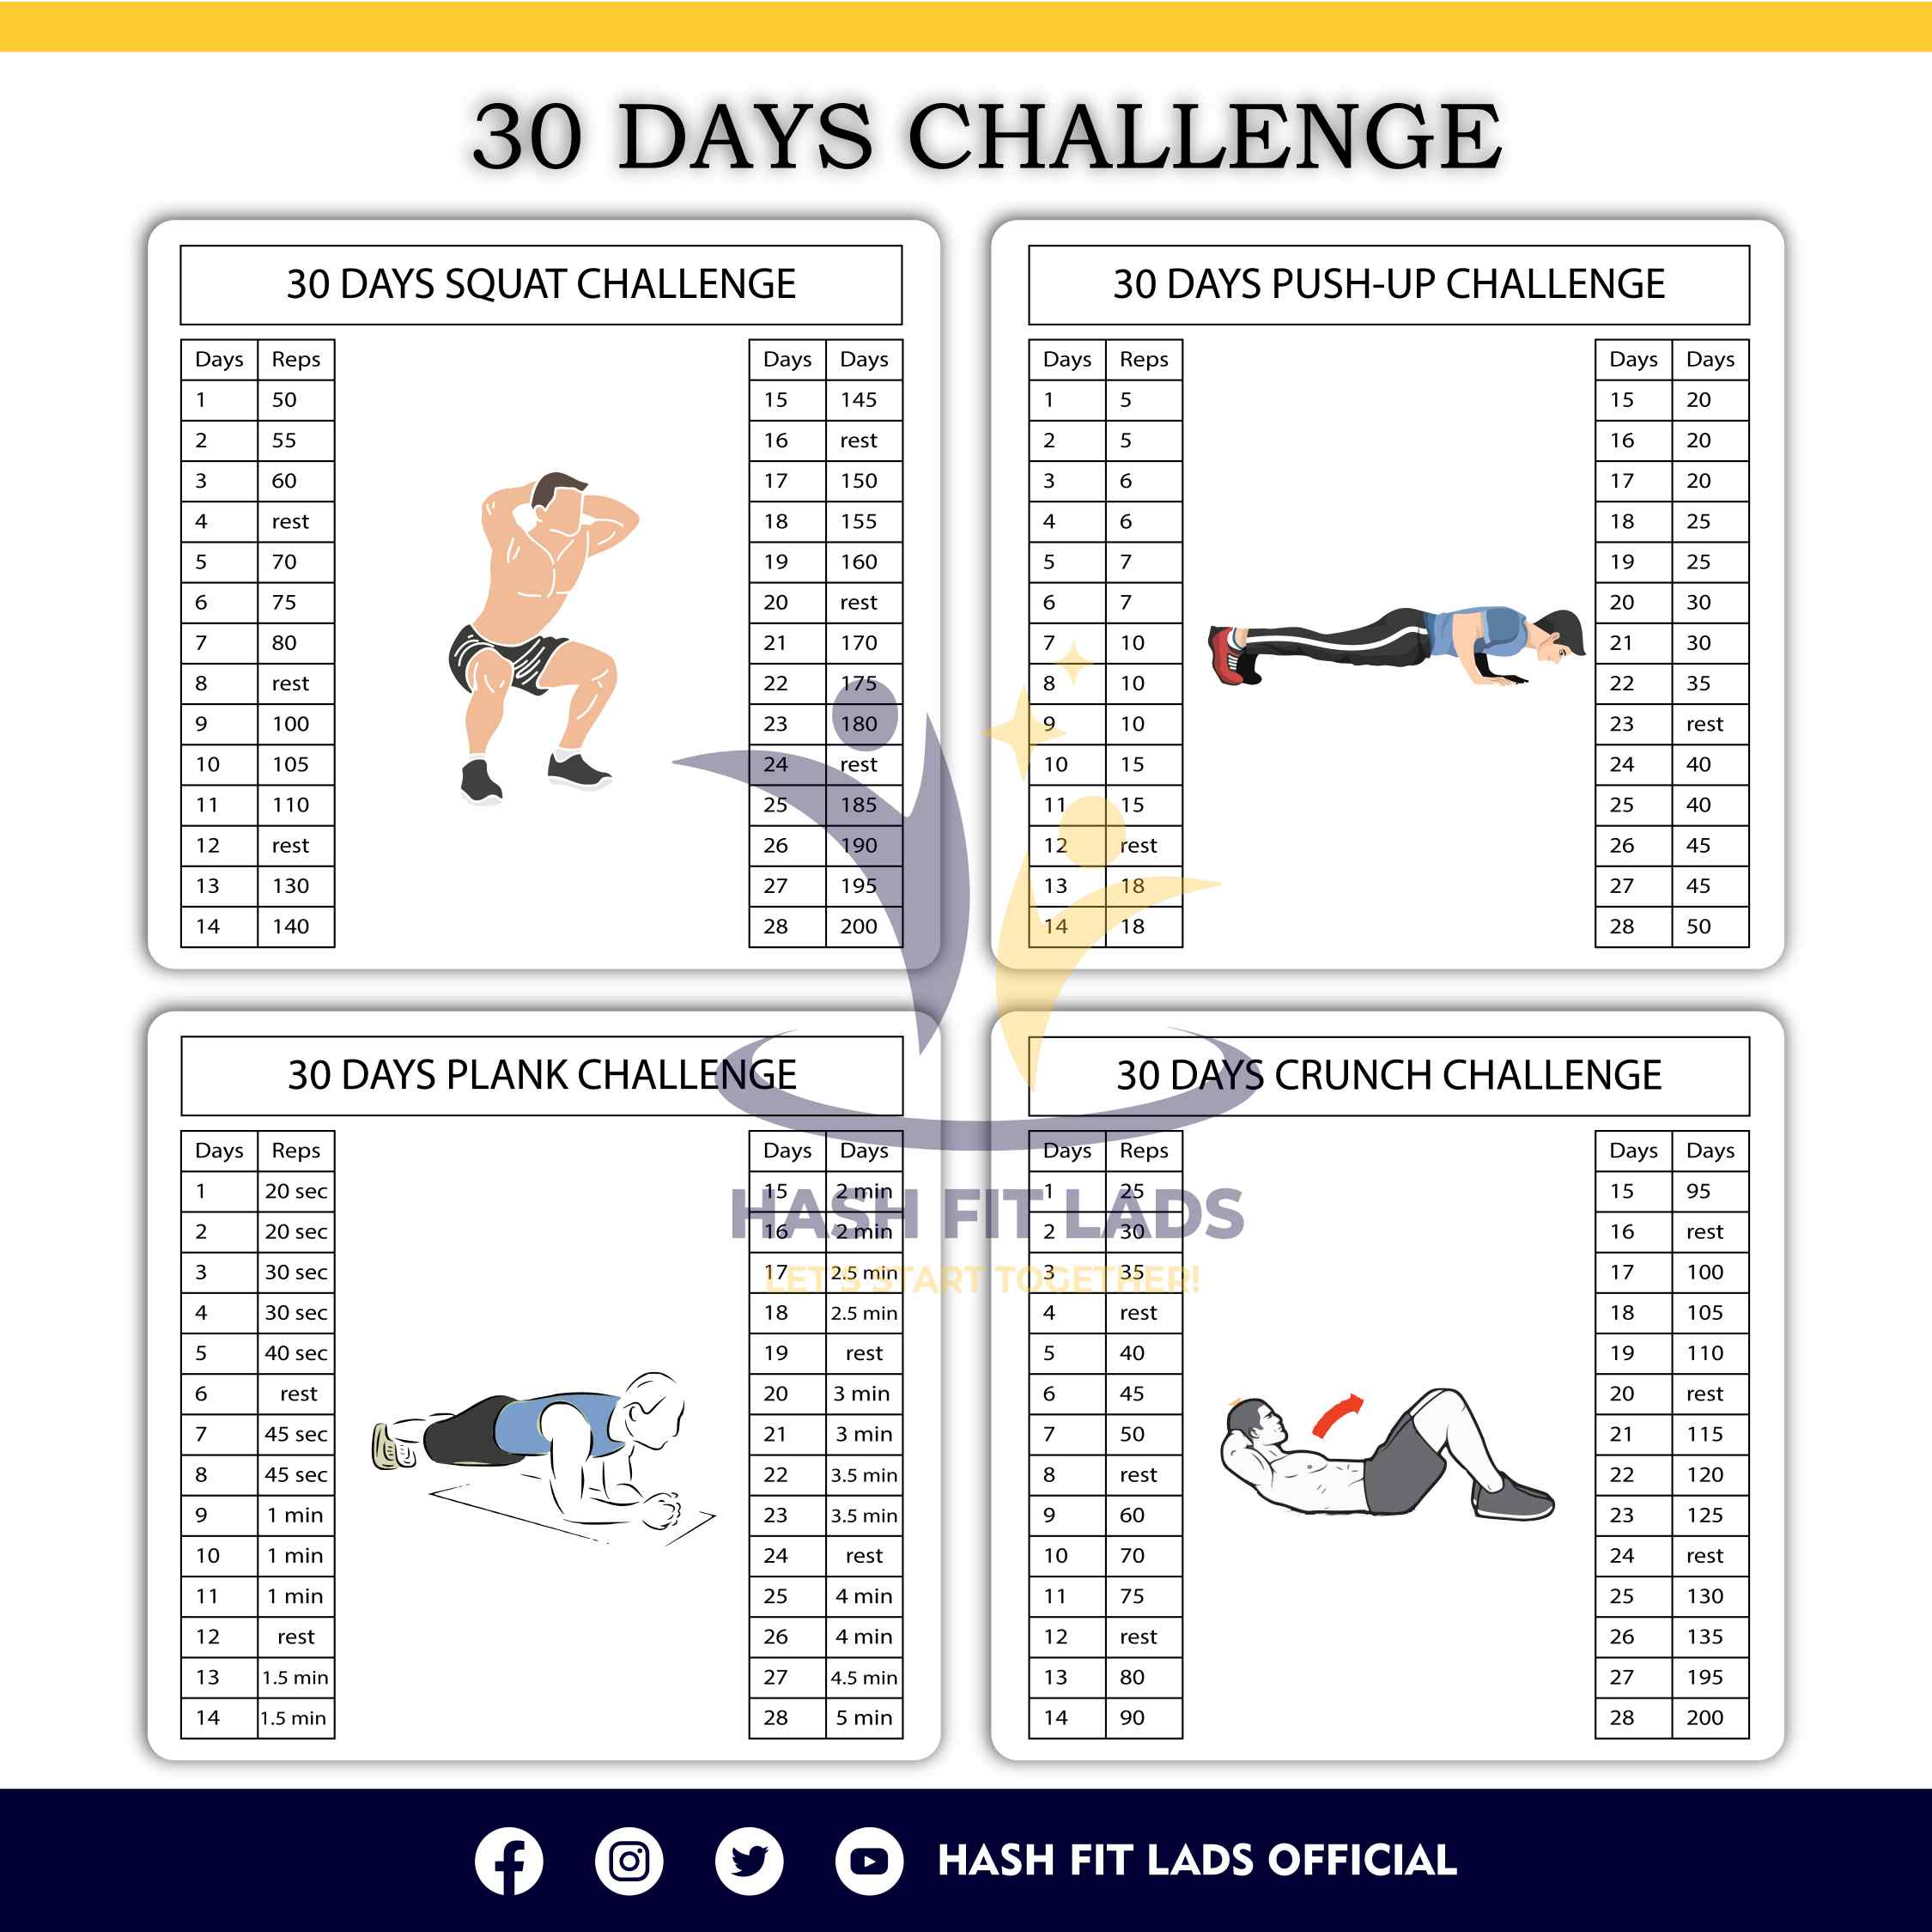 30 DAYS CHALLENGE
30 DAYS SQUAT CHALLENGE
Days Reps
1 50
2 55
3 60
4 rest
5 70
6 75
7 80
8 rest
9 100
10 105
11 110
12 rest
13 130
14 140
Days Days
15 145
16 rest
17 150
18 155
19 160
20 rest
21 170
22 175
23 180
24 rest
25 185
26 190
27 195
28 200
30 DAYS PUSH-UP CHALLENGE
Days Reps
1 5
2 5
3 6
4 6
5 7
6 7
7 10
8 10
9 10
10 15
11 15
12 rest
13 18
14 18
Days Days
15 20
16 20
17 20
18 25
19 25
20 30
21 30
22 35
23 rest
24 40
25 40
26 45
27 45
28 50
30 DAYS PLANK CHALLENGE
Days Reps
1 20 sec
2 20 sec
3 30 sec
4 30 sec
5 40 sec
6 rest
7 45 sec
8 45 sec
9 1 min
10 1 min
11 1 min
12 rest
13 1.5 min
14 1.5 min
Days Days
15 2 min
16 2 min
17 2.5 min
18 2.5 min
19 rest
20 3 min
21 3 min
22 3.5 min
23 3.5 min
24 rest
25 4 min
26 4 min
27 4.5 min
28 5 min
30 DAYS CRUNCH CHALLENGE
Days Reps
1 25
2 30
3 35
4 rest
5 40
6 45
7 50
8 rest
9 60
10 70
11 75
12 rest
13 80
14 90
Days Days
15 95
16 rest
17 100
18 105
19 110
20 rest
21 115
22 120
23 125
24 rest
25 130
26 135
27 195
28 200
HASH FIT LADS
LET'S START TOGETHER!
HASH FIT LADS OFFICIAL